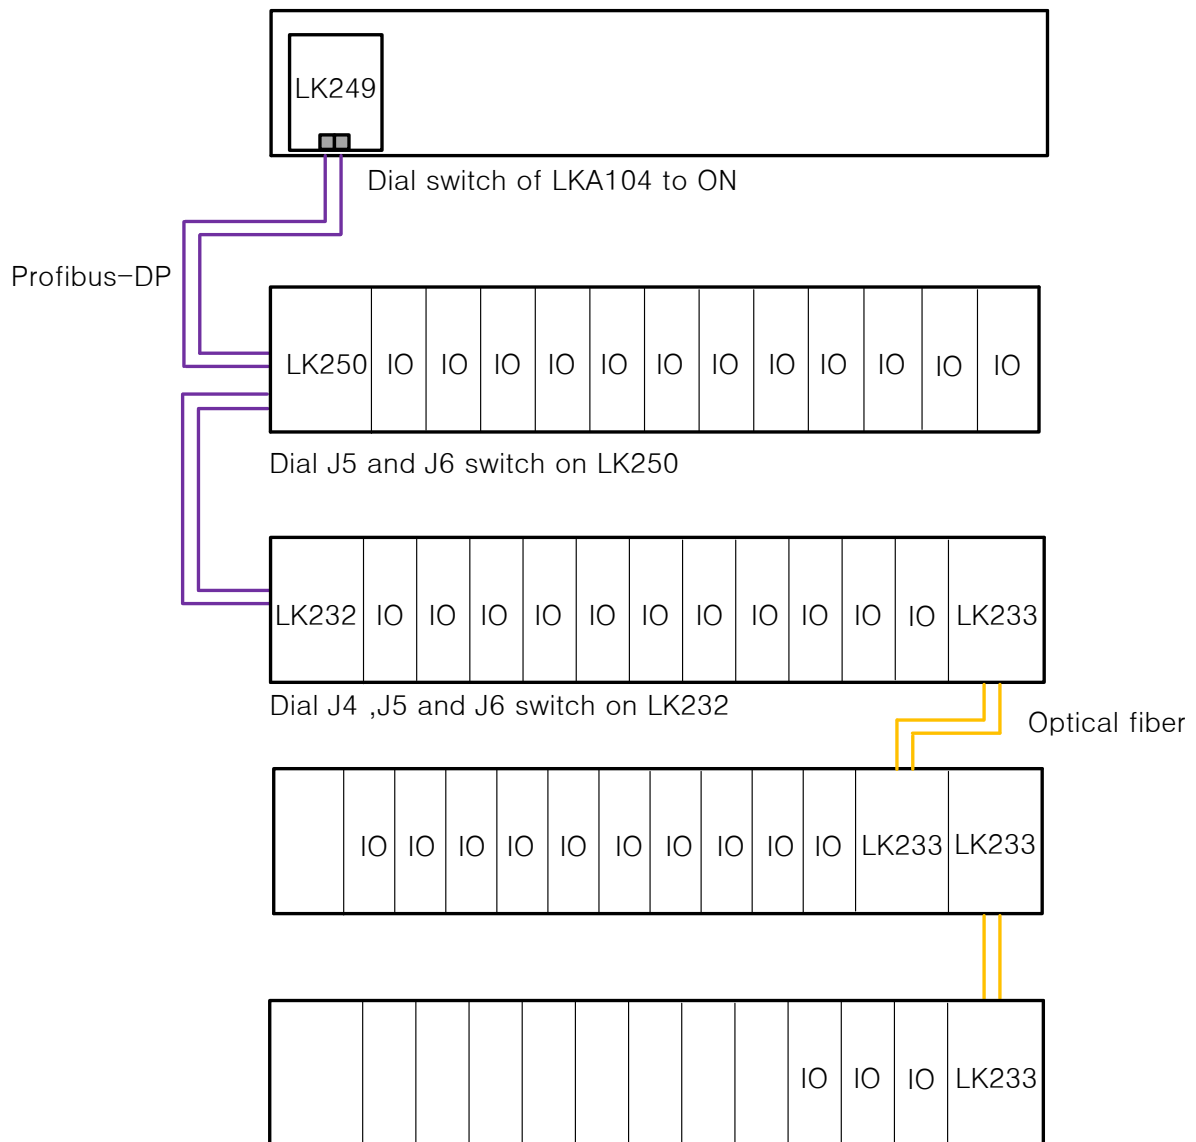 LK249
Dial switch of LKA104 to ON
Profibus-DP
LK250 IO IO IO IO IO IO IO IO IO IO IO IO
Dial J5 and J6 switch on LK250
LK232 IO IO IO IO IO IO IO IO IO IO IO LK233
Dial J4 ,J5 and J6 switch on LK232
Optical fiber
IO IO IO IO IO IO IO IO IO IO LK233 LK233
IO IO IO LK233